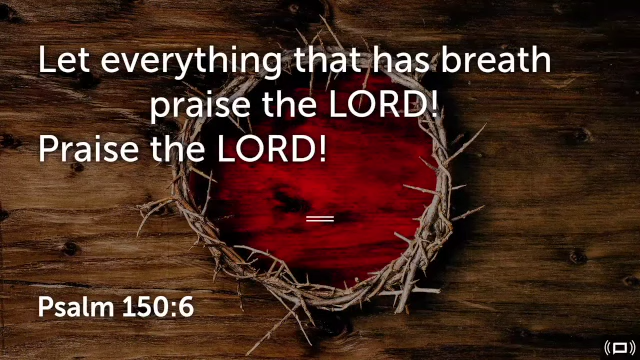 Let everything that has breath
praise the LORD!
Praise the LORD!
Psalm 150:6